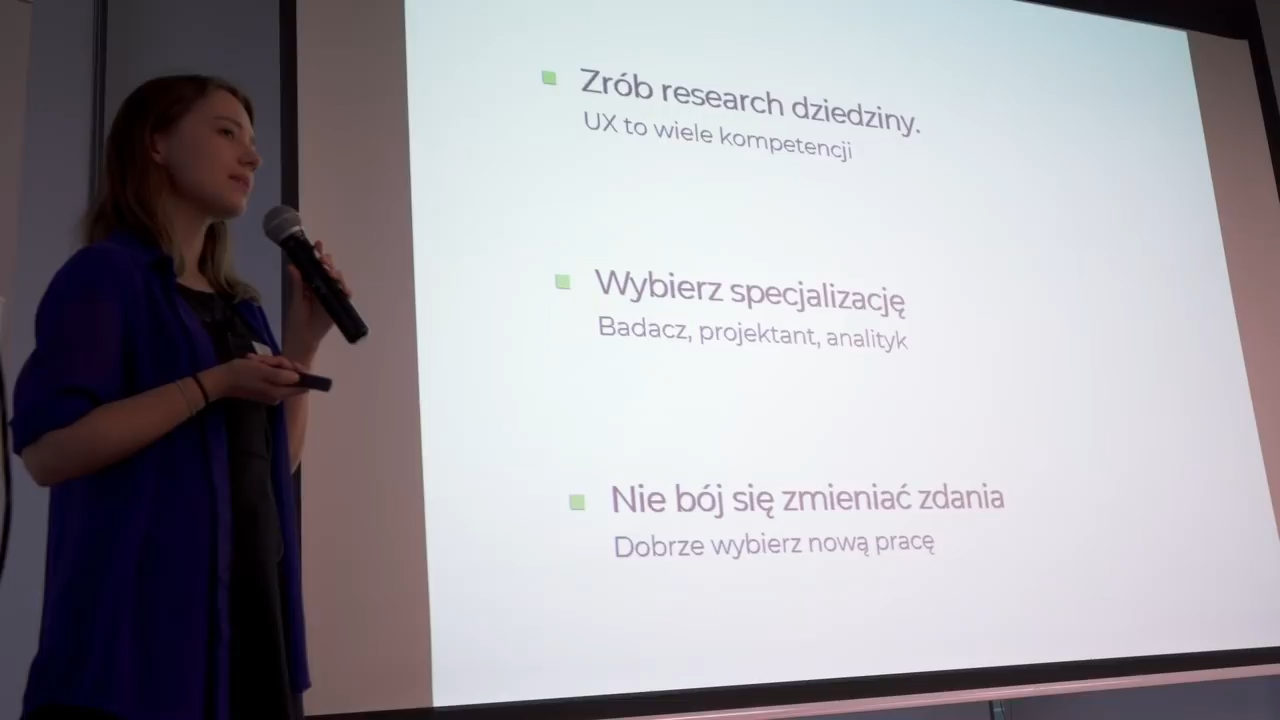 Zrób research dziedziny.
UX to wiele kompetencji
Wybierz specjalizację
Badacz, projektant, analityk
Nie bój się zmieniać zdania
Dobrze wybierz nową pracę